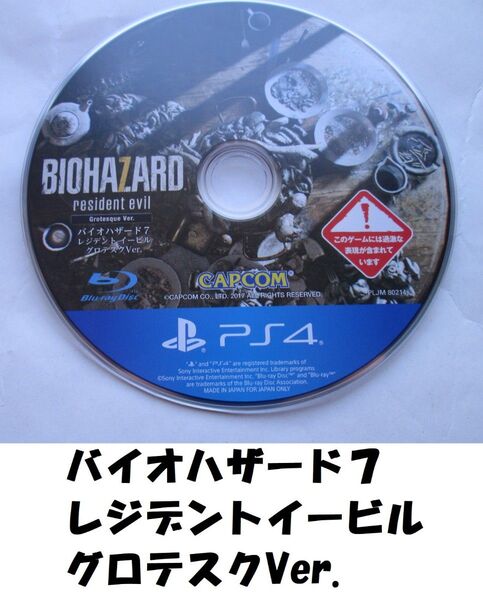 BIOHAZARD
resident evil
Grotesque Ver.
バイオハザード7
レジデント イービル
グロテスクVer.
このゲームには過激な
表現が含まれて
います
Blu-ray Disc
CAPCOM
©CAPCOM CO., LTD. 2017 ALL RIGHTS RESERVED.
PLJM 80214
PS4
" " and "PS4" are registered trademarks of
Sony Interactive Entertainment Inc. Library programs
©Sony Interactive Entertainment Inc. "Blu-ray Disc™" and "Blu-ray™"
are trademarks of the Blu-ray Disc Association.
MADE IN JAPAN FOR JAPAN ONLY
バイオハザード7
レジデントイービル
グロテスクVer.